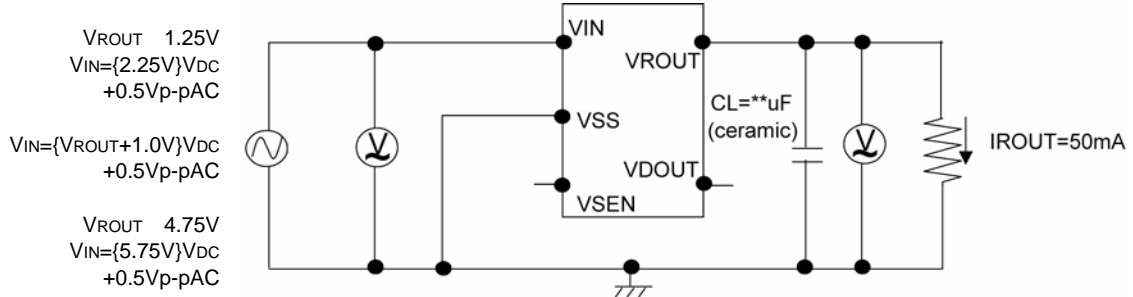 VROUT 1.25V
VIN={2.25V}VDC
+0.5Vp-pAC
VIN={VROUT+1.0V}VDC
+0.5Vp-pAC
VROUT 4.75V
VIN={5.75V}VDC
+0.5Vp-pAC
V
VIN
VROUT
VSS
VDOUT
VSEN
CL=**uF
(ceramic)
V
IROUT=50mA